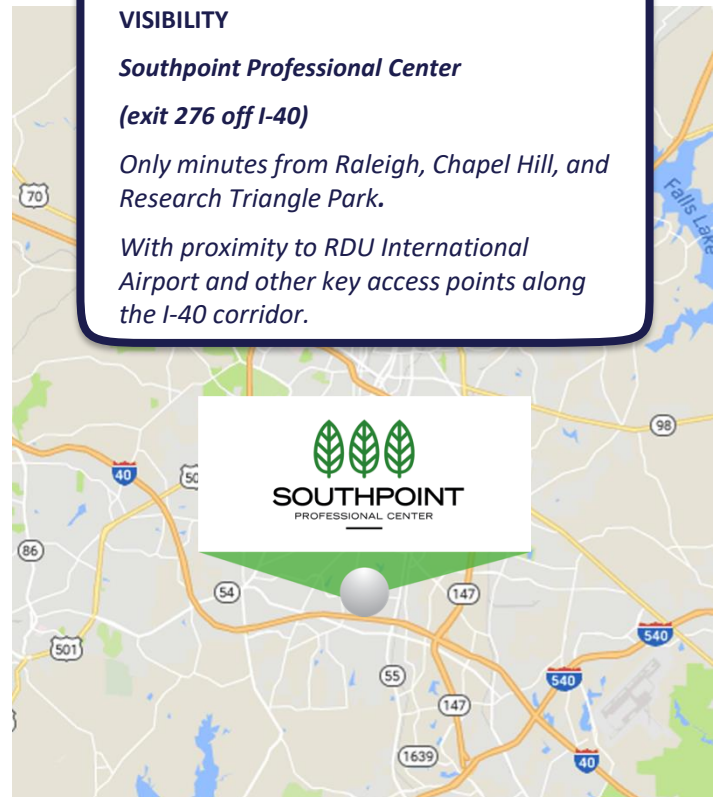 VISIBILITY
Southpoint Professional Center
(exit 276 off I-40)
Only minutes from Raleigh, Chapel Hill, and
Research Triangle Park.
With proximity to RDU International
Airport and other key access points along
the I-40 corridor.
70
Falls Lake
98
40
50
SOUTHPOINT
PROFESSIONAL CENTER
86
54
147
501
540
55
540
147
1639
40